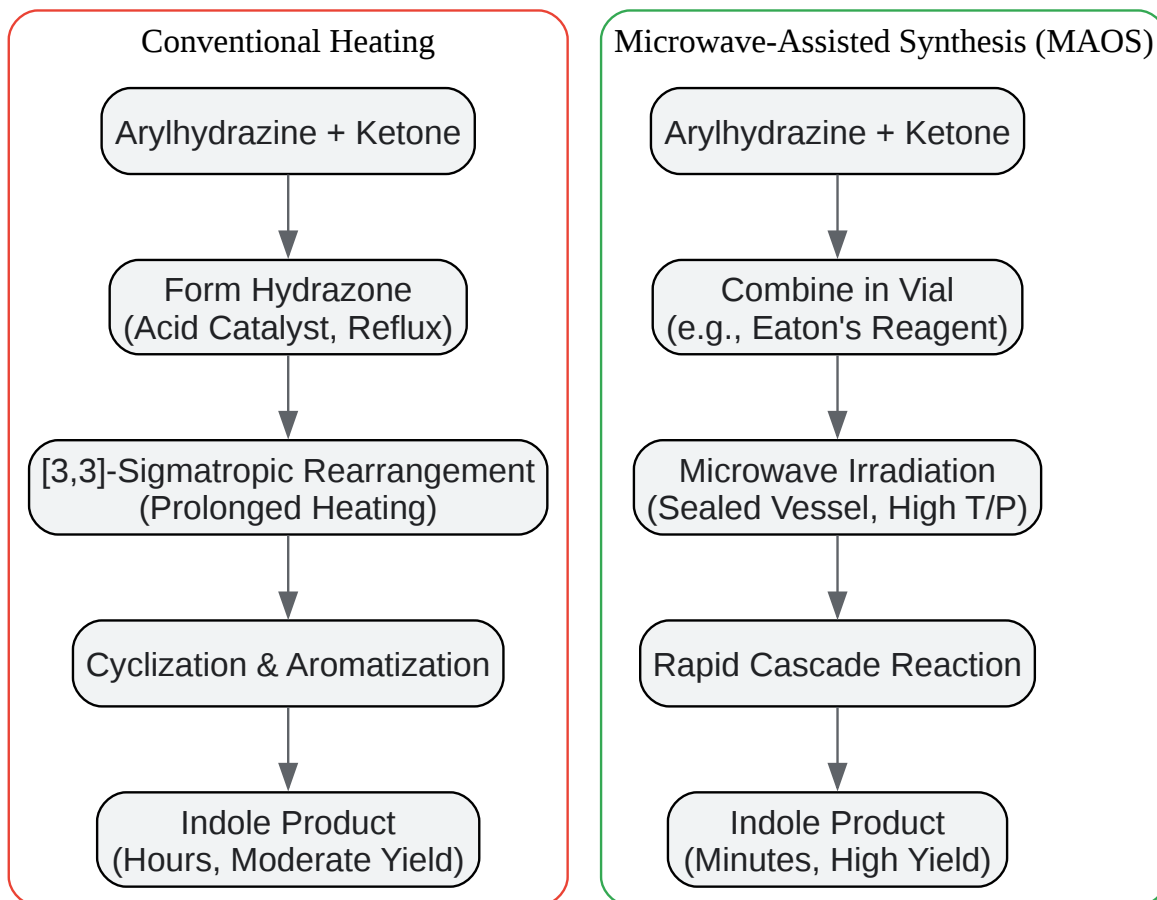 Conventional Heating
Arylhydrazine + Ketone
Form Hydrazone
(Acid Catalyst, Reflux)
[3,3]-Sigmatropic Rearrangement
(Prolonged Heating)
Cyclization & Aromatization
Indole Product
(Hours, Moderate Yield)
Microwave-Assisted Synthesis (MAOS)
Arylhydrazine + Ketone
Combine in Vial
(e.g., Eaton's Reagent)
Microwave Irradiation
(Sealed Vessel, High T/P)
Rapid Cascade Reaction
Indole Product
(Minutes, High Yield)